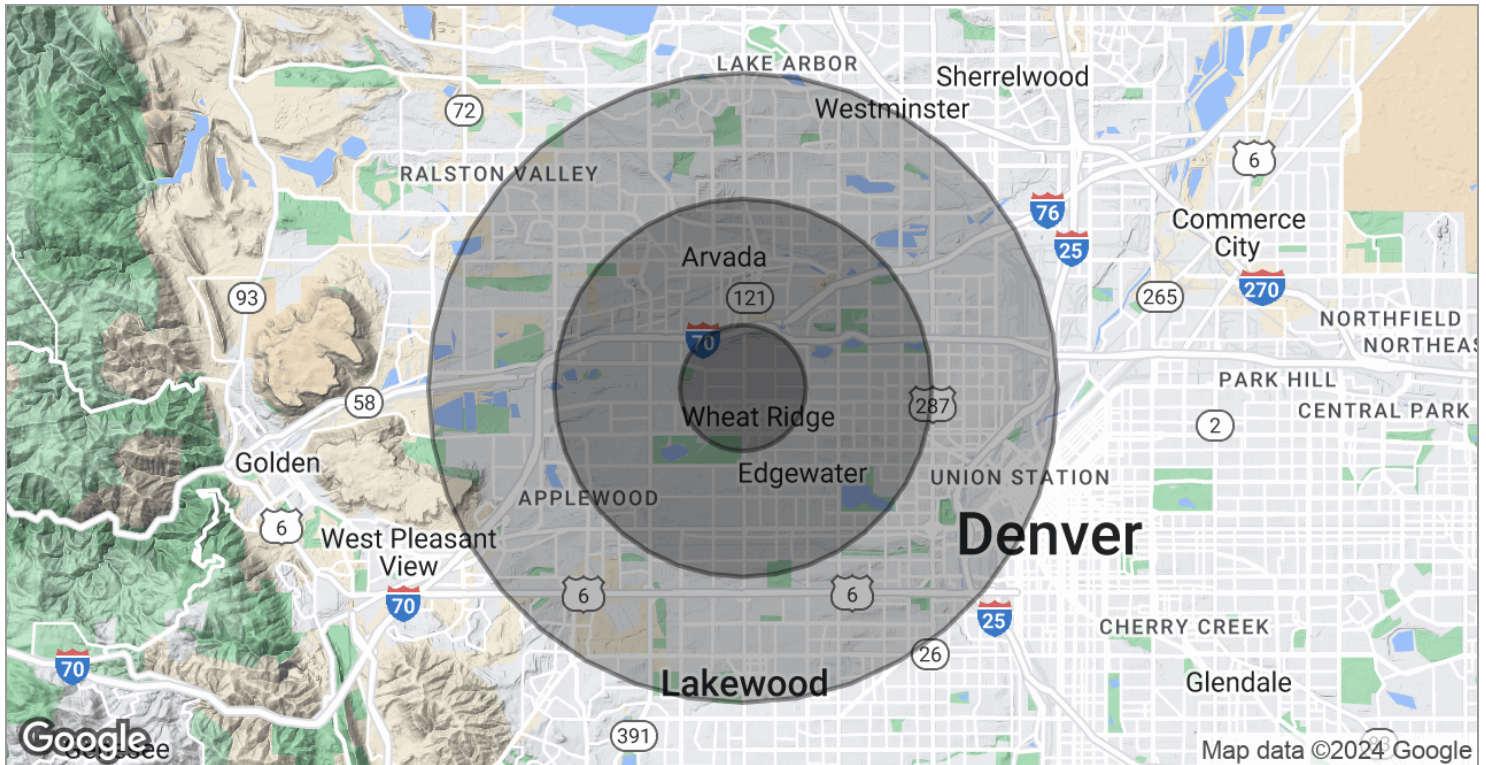 LAKE ARBOR
Sherrelwood
Westminster
72
6
RALSTON VALLEY
76
Commerce
City
25
Arvada
93
121
265
270
NORTHFIELD
70
NORTHEAS
PARK HILL
58
287
CENTRAL PARK
Wheat Ridge
2
Golden
Edgewater
UNION STATION
APPLEWOOD
6
Denver
West Pleasant
View
70
6
6
25
CHERRY CREEK
26
70
Lakewood
Glendale
391
Google
Map data ©2024 Google